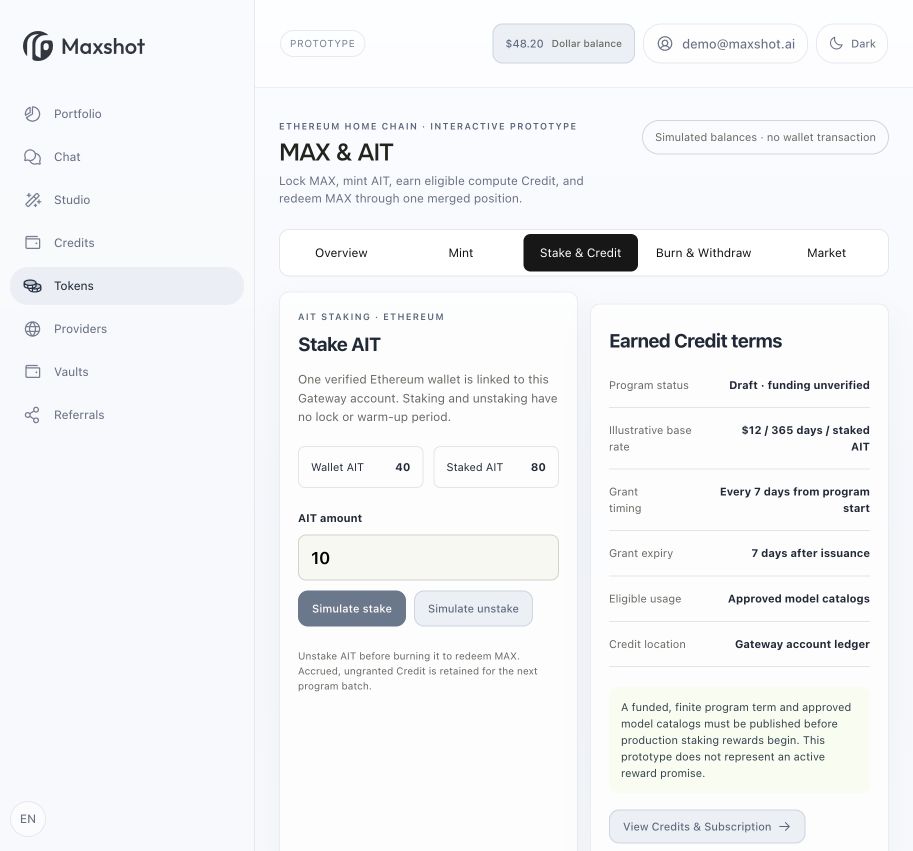 Maxshot
Portfolio
Chat
Studio
Credits
Tokens
Providers
Vaults
Referrals
EN
PROTOTYPE
$48.20 Dollar balance
demo@maxshot.ai
Dark
ETHEREUM HOME CHAIN · INTERACTIVE PROTOTYPE
MAX & AIT
Lock MAX, mint AIT, earn eligible compute Credit, and
redeem MAX through one merged position.
Simulated balances · no wallet transaction
Overview
Mint
Stake & Credit
Burn & Withdraw
Market
AIT STAKING · ETHEREUM
Stake AIT
One verified Ethereum wallet is linked to this
Gateway account. Staking and unstaking have
no lock or warm-up period.
Wallet AIT 40
Staked AIT 80
AIT amount
10
Simulate stake
Simulate unstake
Unstake AIT before burning it to redeem MAX.
Accrued, ungranted Credit is retained for the next
program batch.
Earned Credit terms
Program status
Draft · funding unverified
Illustrative base
rate
$12 / 365 days / staked
AIT
Grant
timing
Every 7 days from program
start
Grant expiry
7 days after issuance
Eligible usage
Approved model catalogs
Credit location
Gateway account ledger
A funded, finite program term and approved
model catalogs must be published before
production staking rewards begin. This
prototype does not represent an active
reward promise.
View Credits & Subscription →